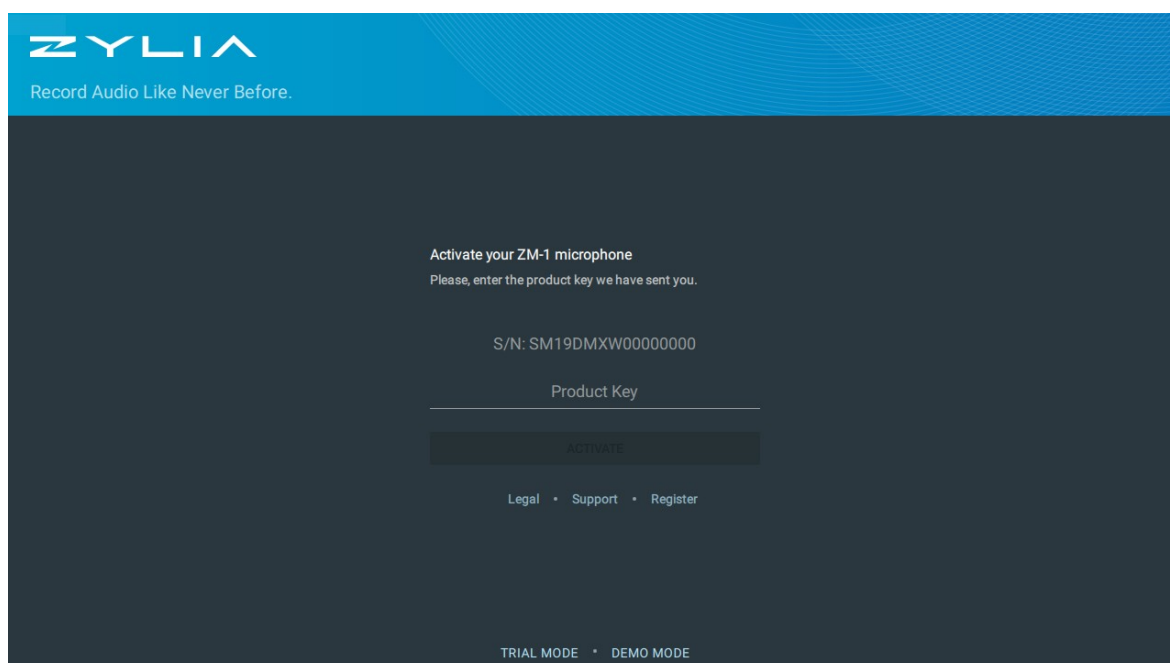 ZYLIA
Record Audio Like Never Before.
Activate your ZM-1 microphone
Please, enter the product key we have sent you.
S/N: SM19DMXW00000000
Product Key
ACTIVATE
Legal • Support • Register
TRIAL MODE • DEMO MODE